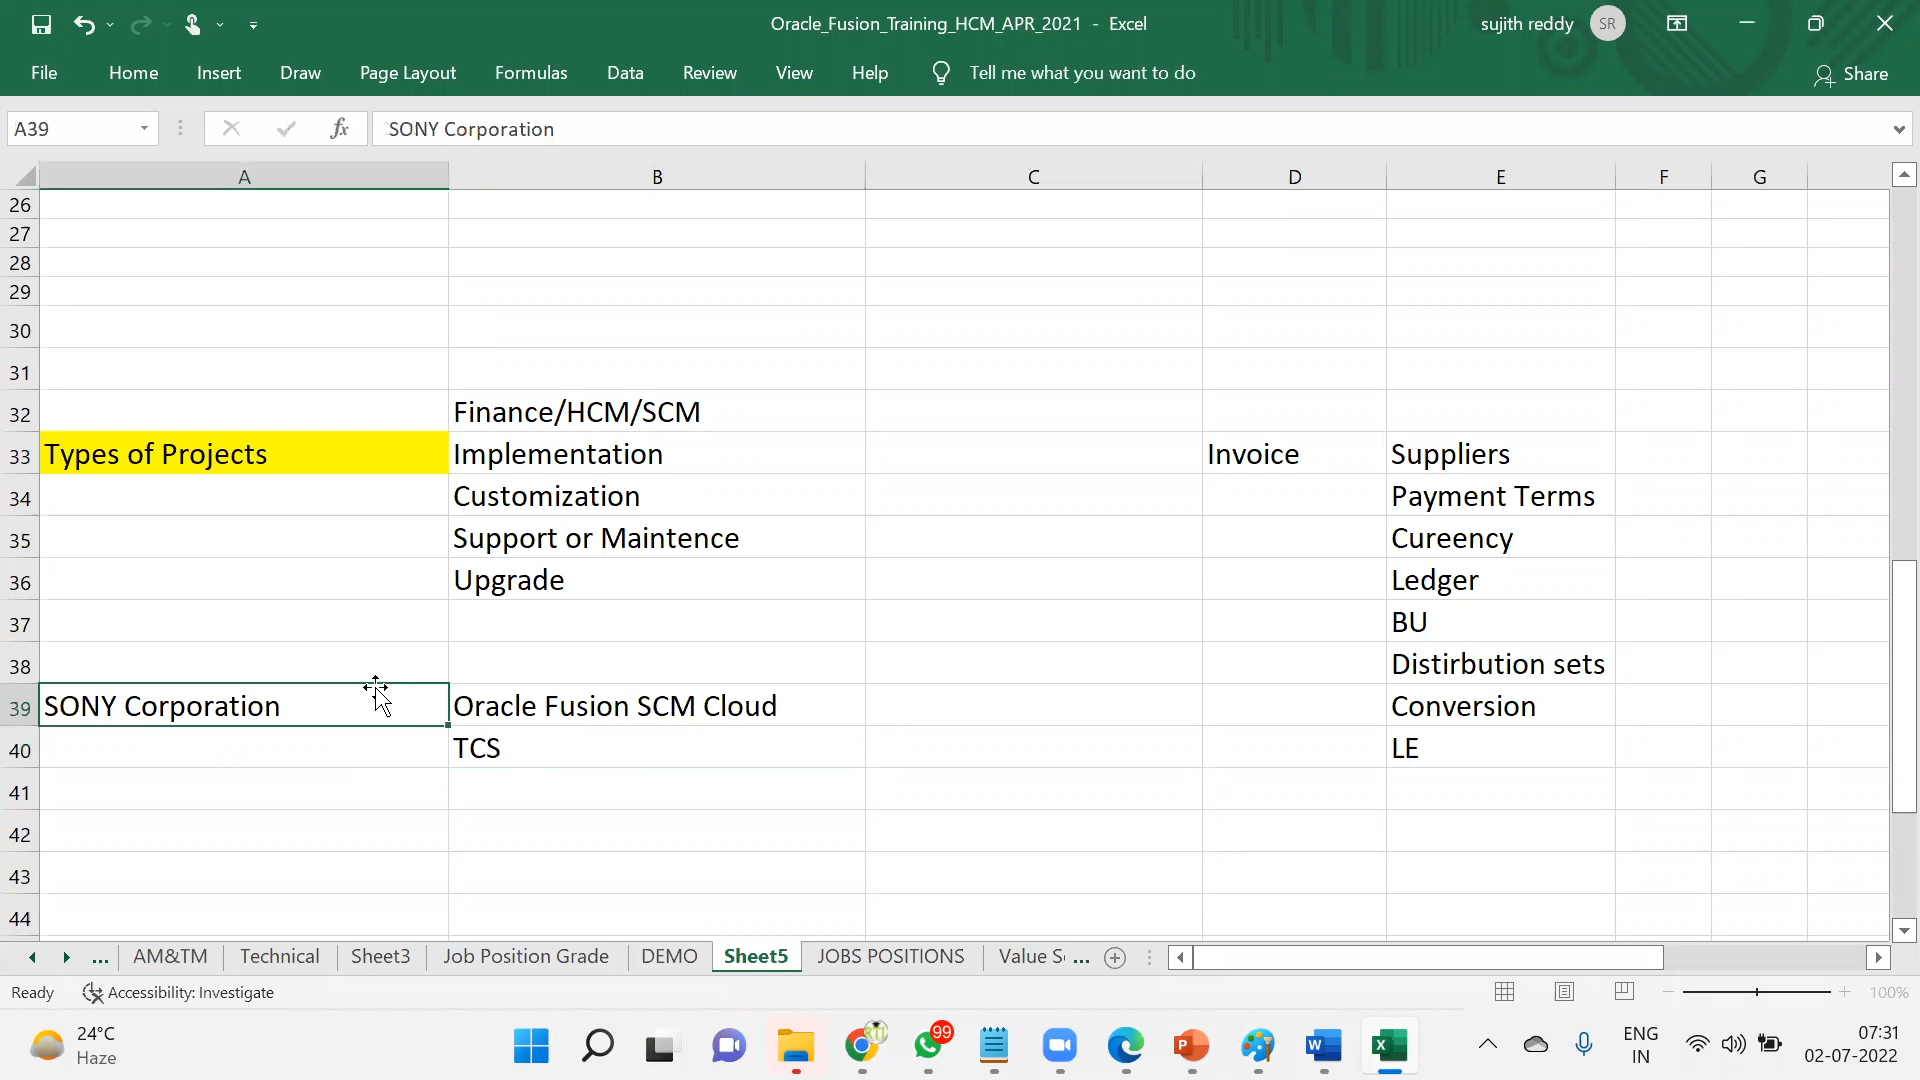 Oracle_Fusion_Training_HCM_APR_2021 - Excel
sujith reddy SR
File Home Insert Draw Page Layout Formulas Data Review View Help Tell me what you want to do Share
A39 fx SONY Corporation
A B C D E F G
26
27
28
29
30
31
32 Finance/HCM/SCM
33 Types of Projects Implementation Invoice Suppliers
34 Customization Payment Terms
35 Support or Maintence Cureency
36 Upgrade Ledger
37 BU
38 Distirbution sets
39 SONY Corporation Oracle Fusion SCM Cloud Conversion
40 TCS LE
41
42
43
44
... AM&TM Technical Sheet3 Job Position Grade DEMO Sheet5 JOBS POSITIONS Value S ...
Ready Accessibility: Investigate 100%
24°C
Haze
99
ENG
IN
07:31
02-07-2022